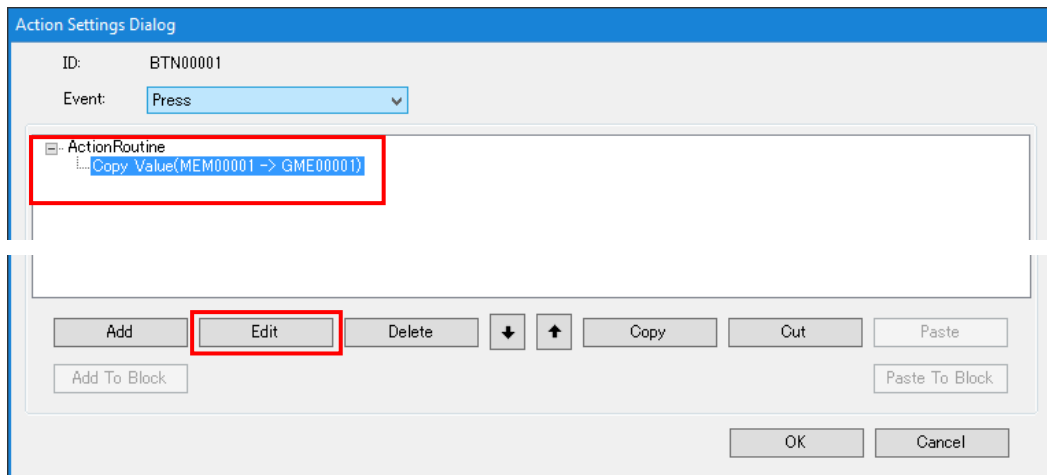 Action Settings Dialog
ID: BTN00001
Event: Press
ActionRoutine
Copy Value(MEM00001 -> GME00001)
Add Edit Delete Copy Cut Paste
Add To Block Paste To Block
OK Cancel